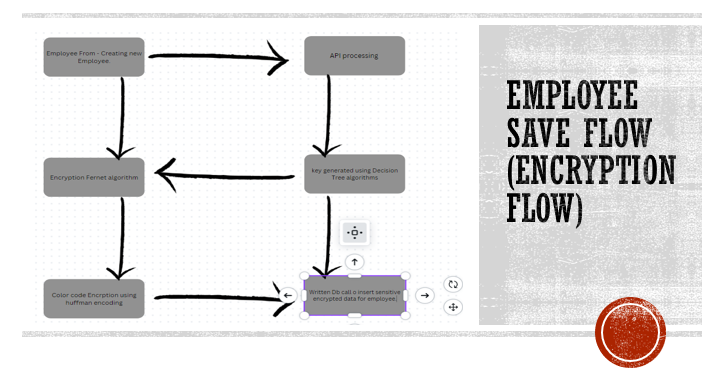 Employee From - Creating new
Employee.
API processing
Encryption Fernet algorithm
key generated using Decision
Tree algorithms
Color code Encrption using
huffman encoding
Written Db call o insert sensitive
encrypted data for employee
EMPLOYEE
SAVE FLOW
(ENCRYPTION
FLOW)